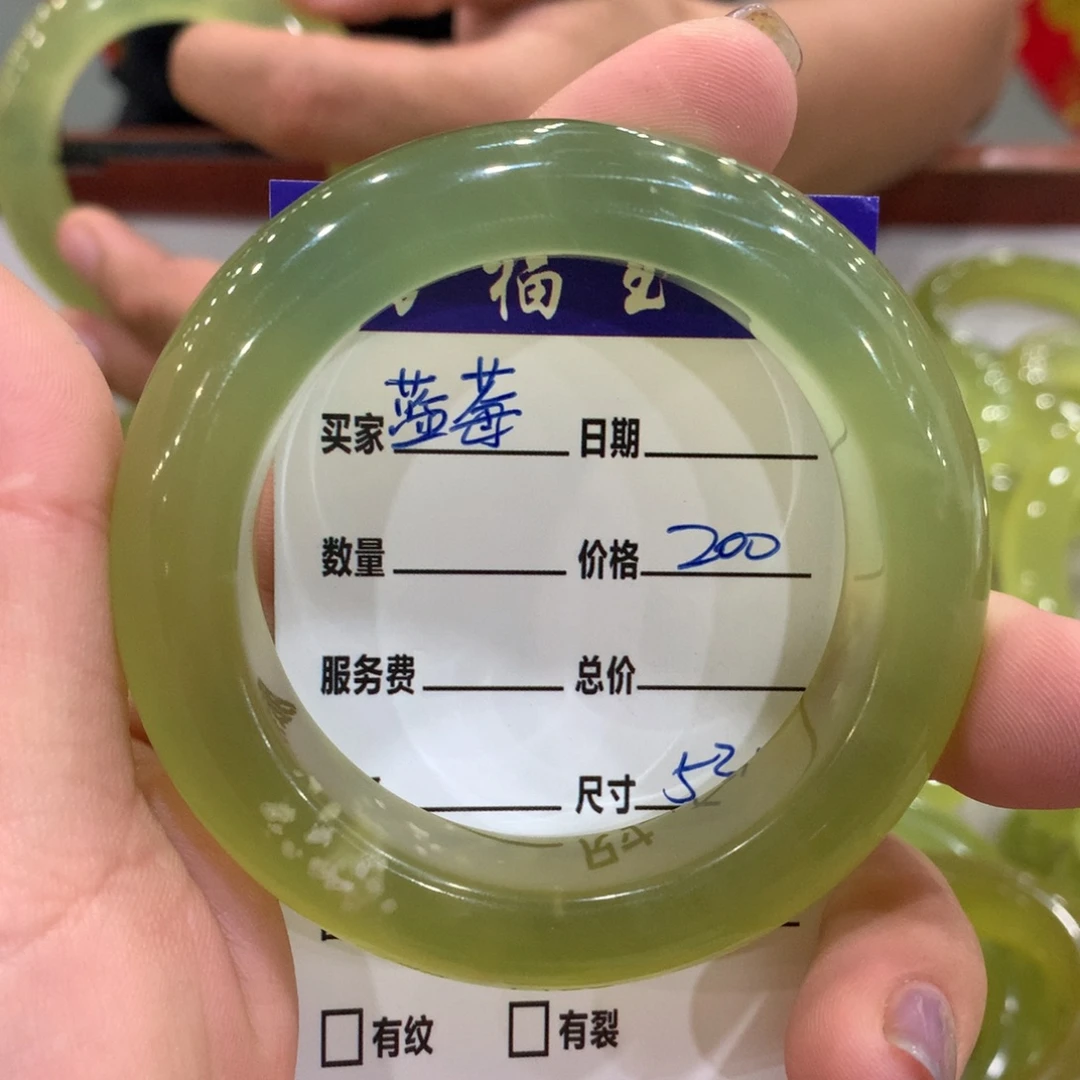 福玉
买家 蓝莓 日期
数量 价格 200
服务费 总价
尺寸 52
有纹 有裂